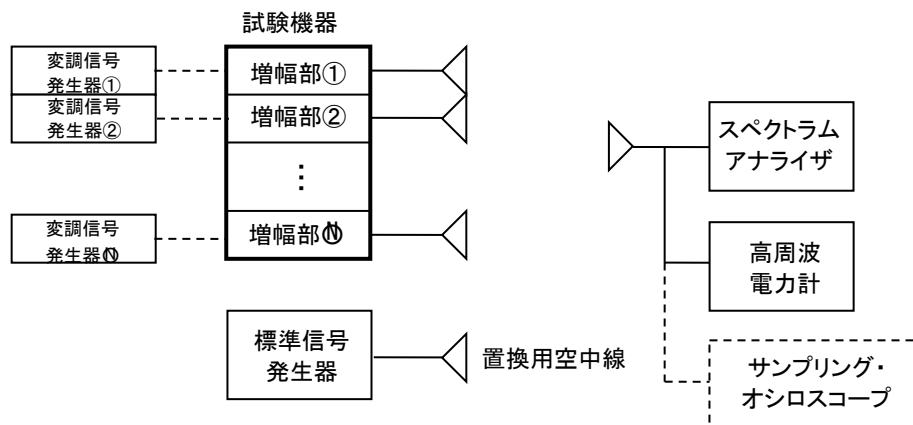 試験機器
変調信号
発生器①
増幅部①
変調信号
発生器②
増幅部②
⋮
変調信号
発生器Ⓝ
増幅部Ⓝ
標準信号
発生器
置換用空中線
スペクトラム
アナライザ
高周波
電力計
サンプリング・
オシロスコープ